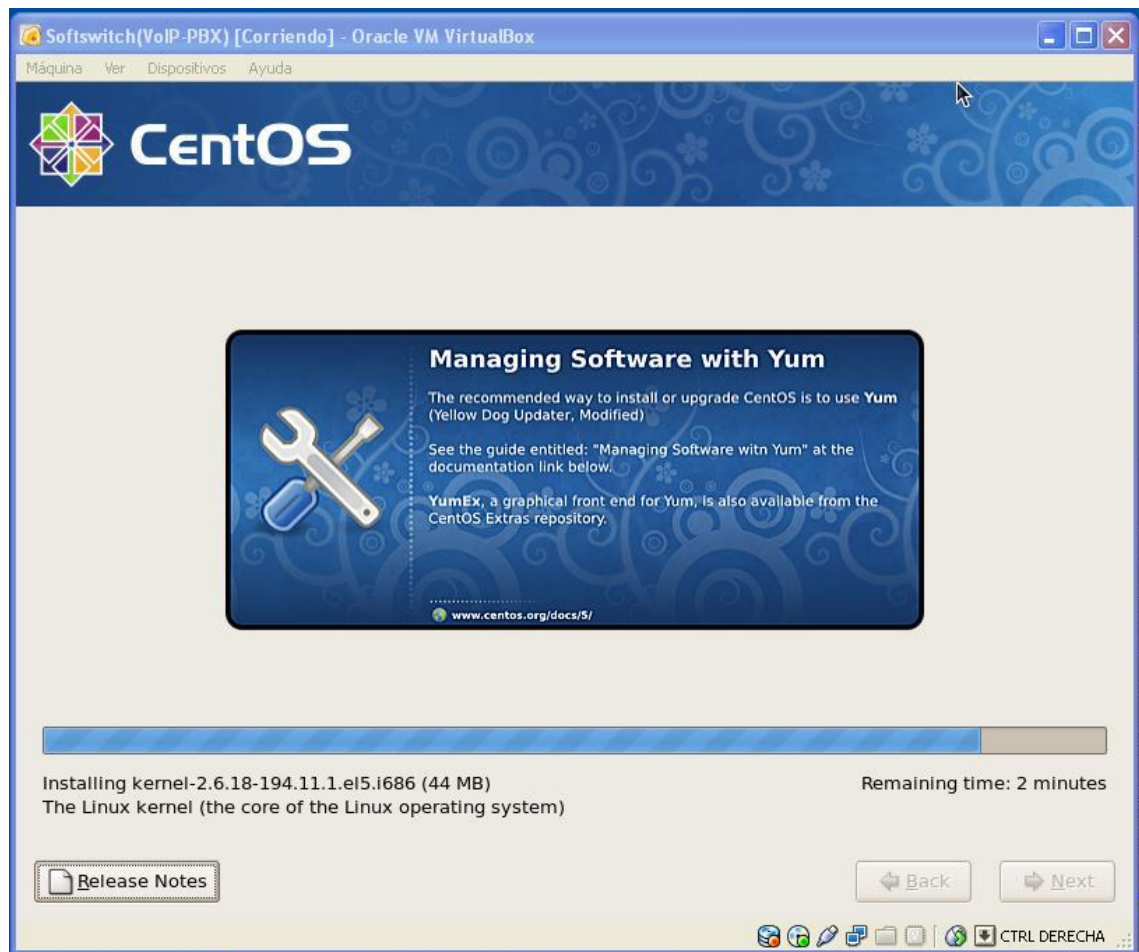 Softswitch(VoIP-PBX) [Corriendo] - Oracle VM VirtualBox
Máquina Ver Dispositivos Ayuda
CentOS
Managing Software with Yum
The recommended way to install or upgrade CentOS is to use Yum
(Yellow Dog Updater, Modified)
See the guide entitled: "Managing Software witn Yum" at the
documentation link below.
YumEx, a graphical front end for Yum, is also available from the
CentOS Extras repository.
www.centos.org/docs/5/
Installing kernel-2.6.18-194.11.1.el5.i686 (44 MB)
Remaining time: 2 minutes
The Linux kernel (the core of the Linux operating system)
Release Notes
Back
Next
CTRL DERECHA